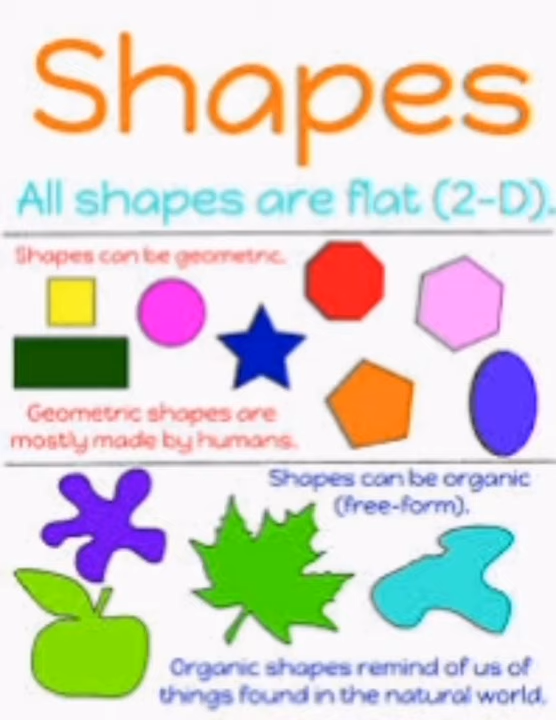 Shapes
All shapes are flat (2-D).
Shapes can be geometric.
Geometric shapes are
mostly made by humans.
Shapes can be organic
(free-form).
Organic shapes remind of us of
things found in the natural world.